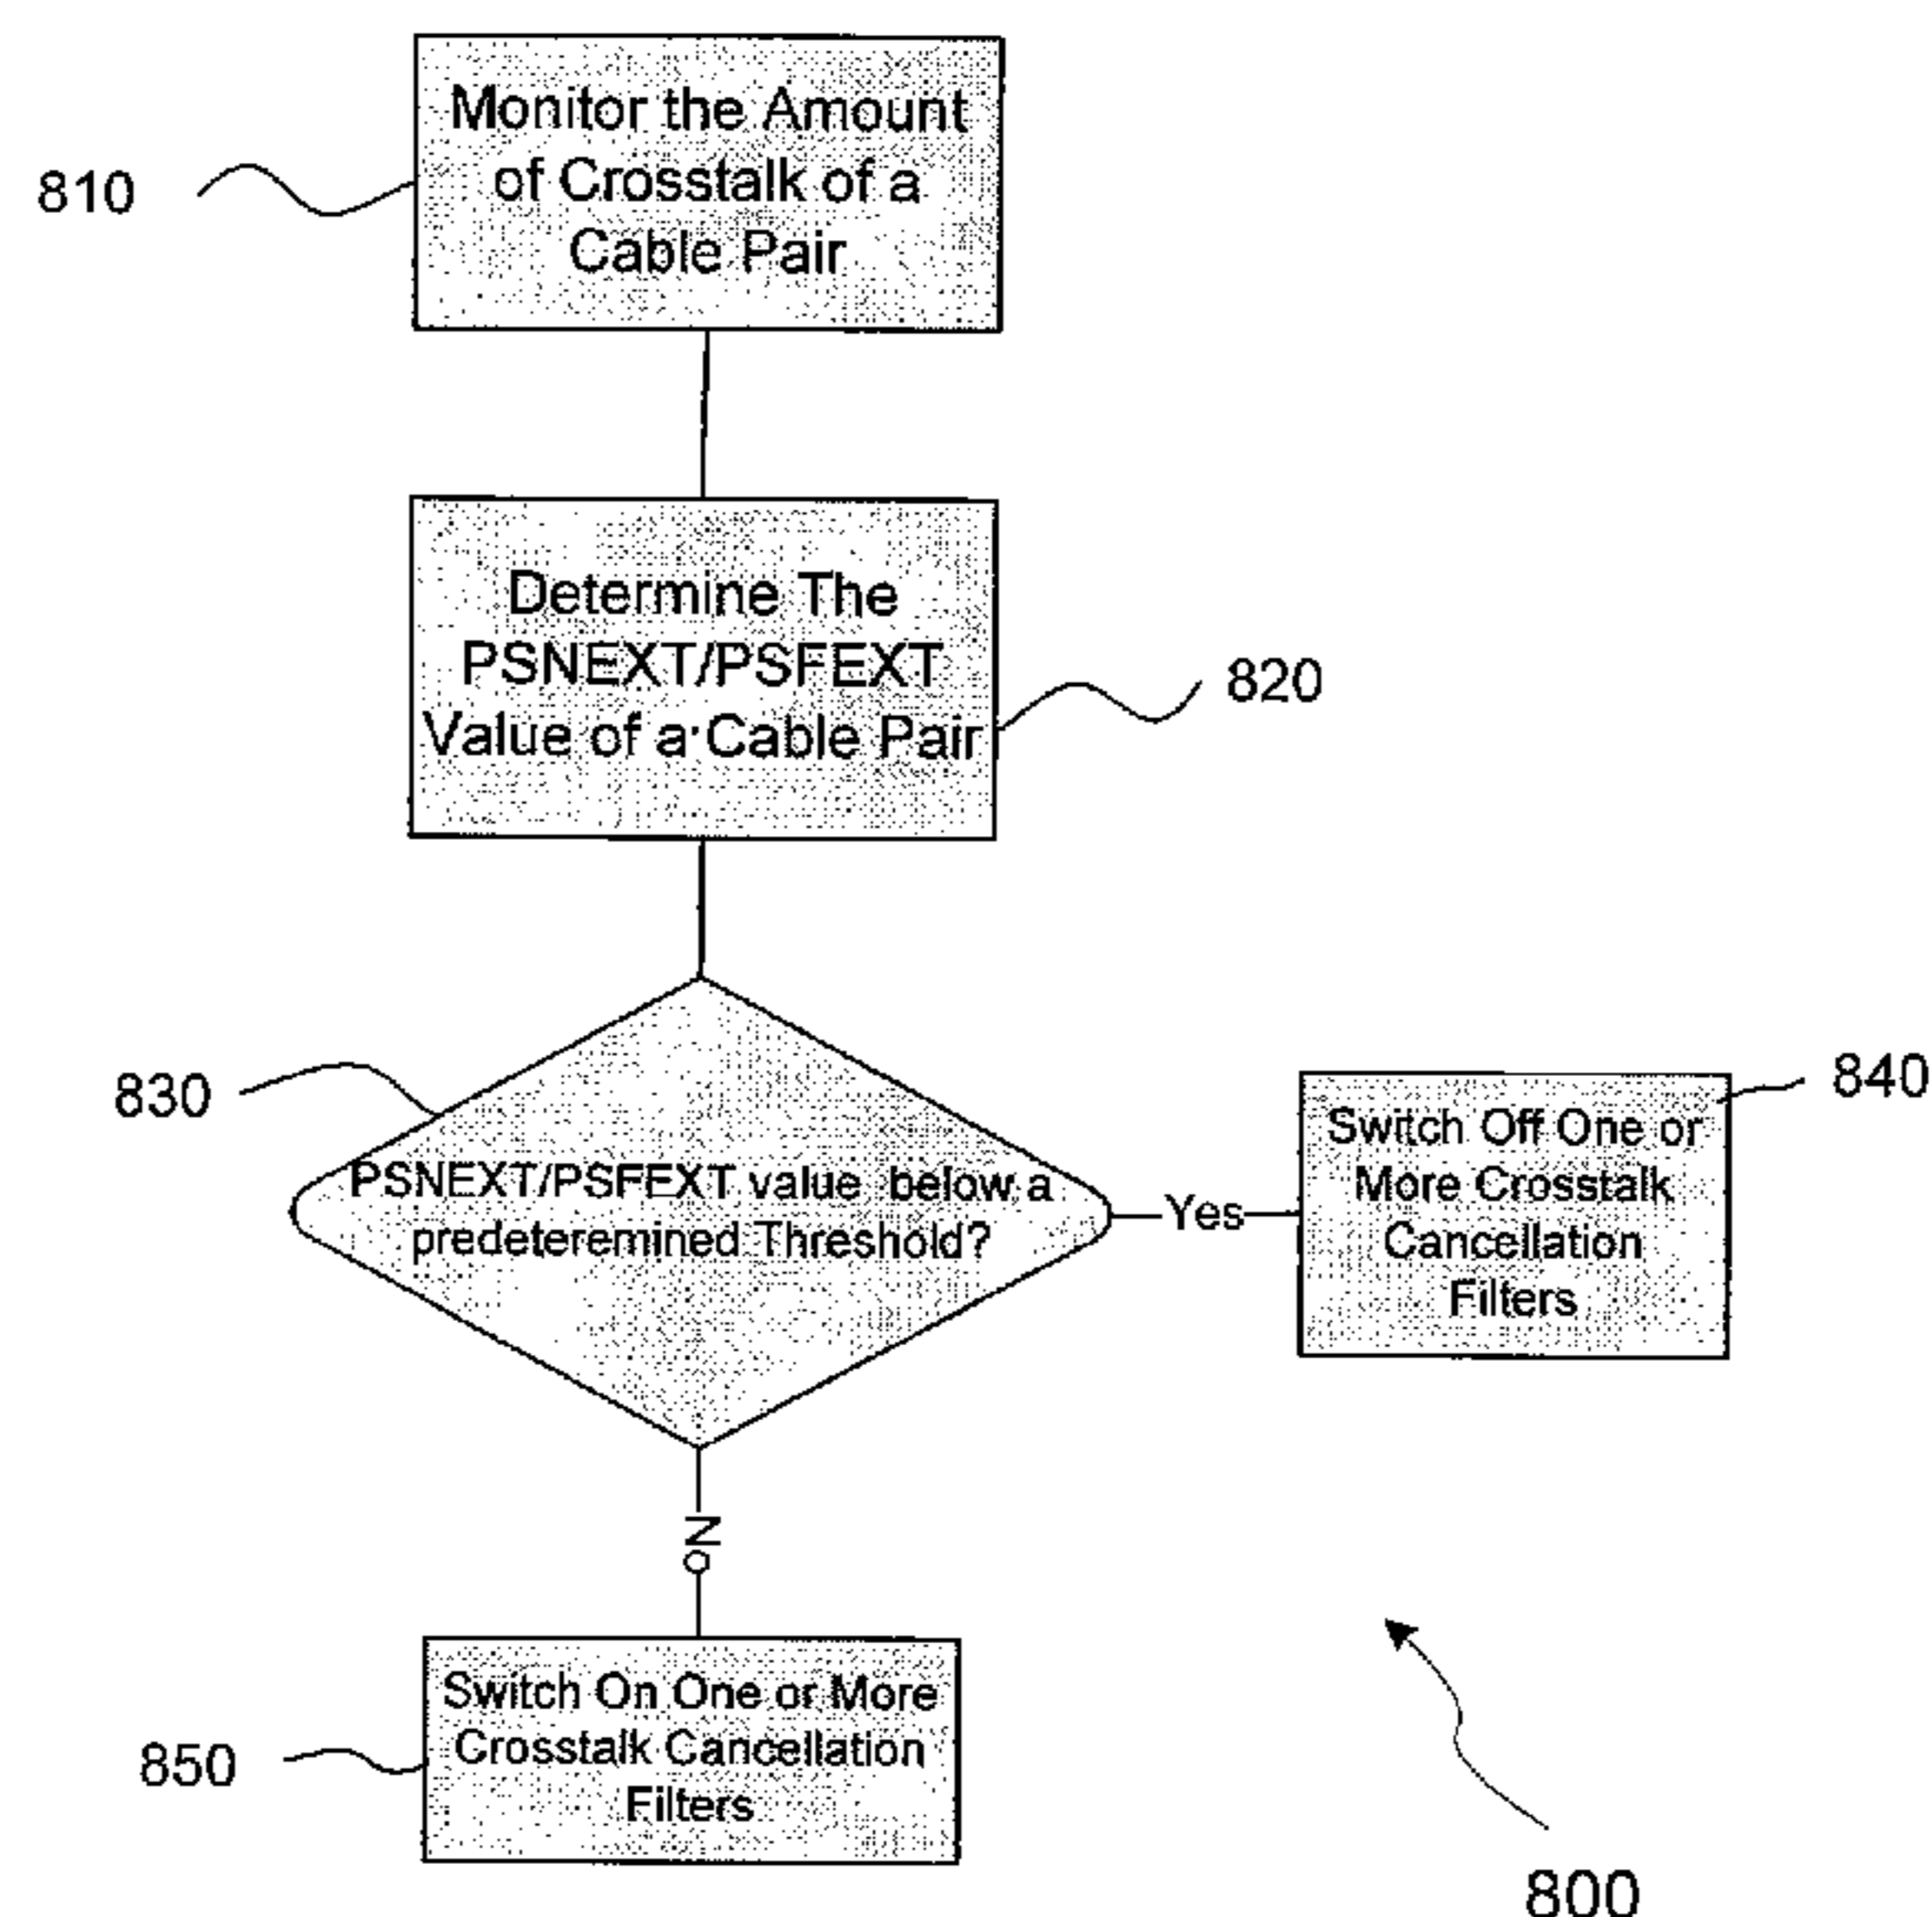 Monitor the Amount
of Crosstalk of a
Cable Pair
810
Determine The
PSNEXT/PSFEXT
Value of a Cable Pair
820
830
PSNEXT/PSFEXT value below a
predeteremined Threshold?
Yes
840
Switch Off One or
More Crosstalk
Cancellation
Filters
No
Switch On One or More
Crosstalk Cancellation
Filters
850
800